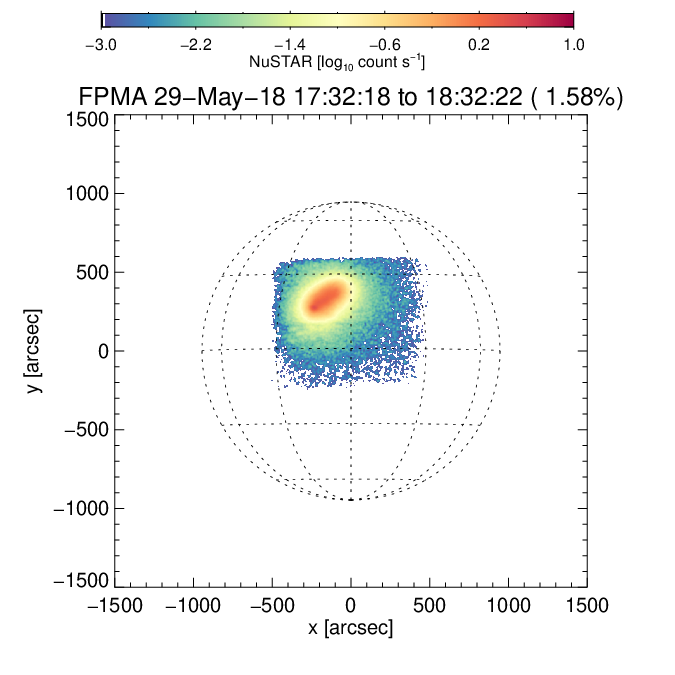 −3.0 −2.2 −1.4 −0.6 0.2 1.0
NuSTAR [log₁₀ count s⁻¹]
FPMA 29−May−18 17:32:18 to 18:32:22 ( 1.58%)
1500
1000
500
0
−500
−1000
−1500
y [arcsec]
−1500 −1000 −500 0 500 1000 1500
x [arcsec]